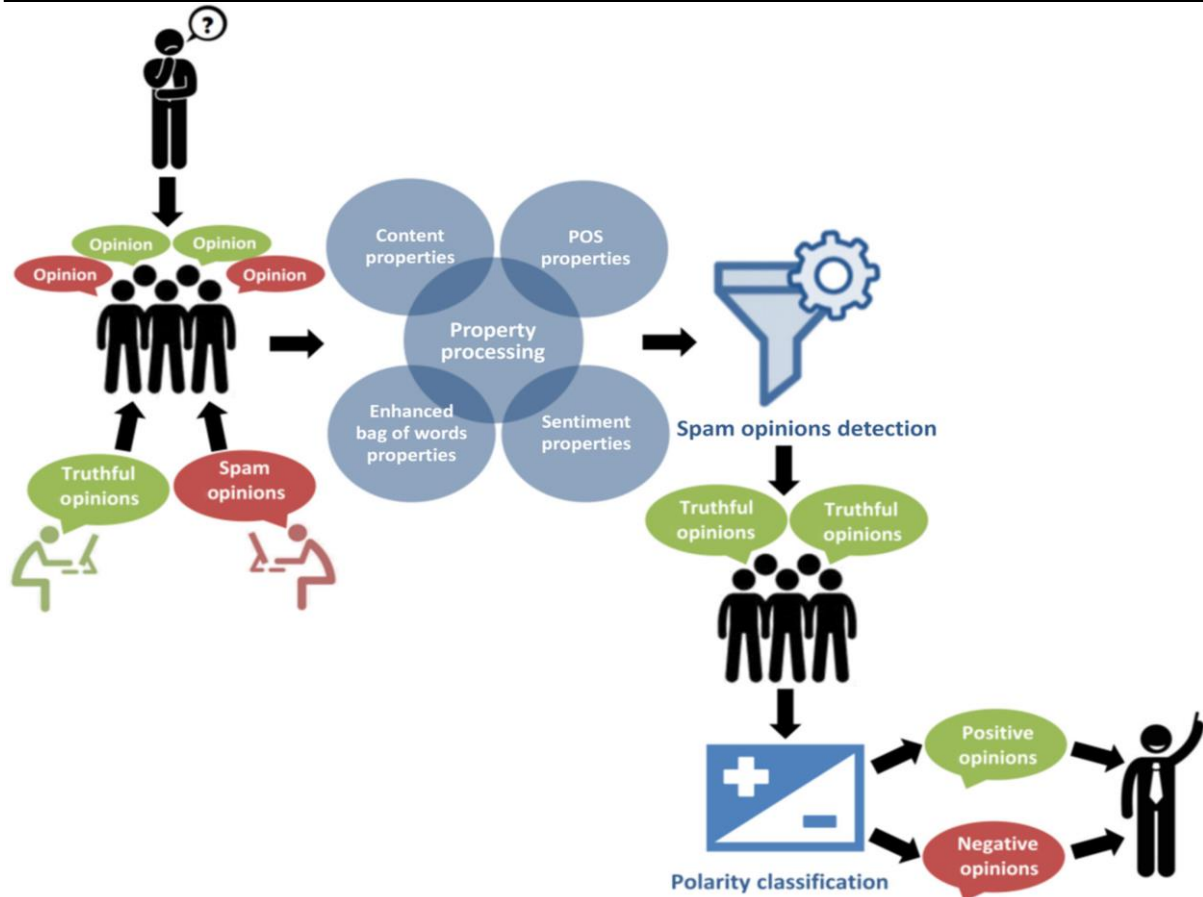 ?
Opinion
Opinion
Opinion
Opinion
Truthful
opinions
Spam
opinions
Content
properties
POS
properties
Property
processing
Enhanced
bag of words
properties
Sentiment
properties
Spam opinions detection
Truthful
opinions
Truthful
opinions
Polarity classification
Positive
opinions
Negative
opinions